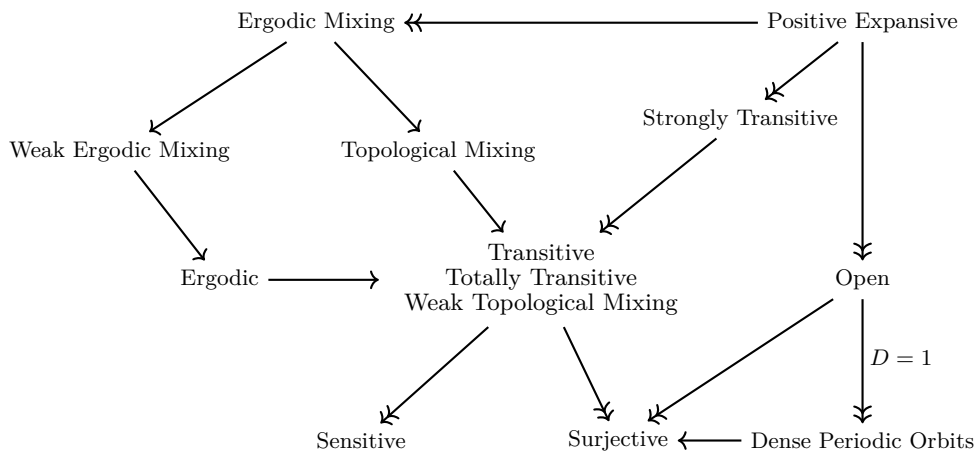 Ergodic Mixing
Positive Expansive
Strongly Transitive
Weak Ergodic Mixing
Topological Mixing
Transitive
Totally Transitive
Weak Topological Mixing
Ergodic
Open
D = 1
Sensitive
Surjective
Dense Periodic Orbits